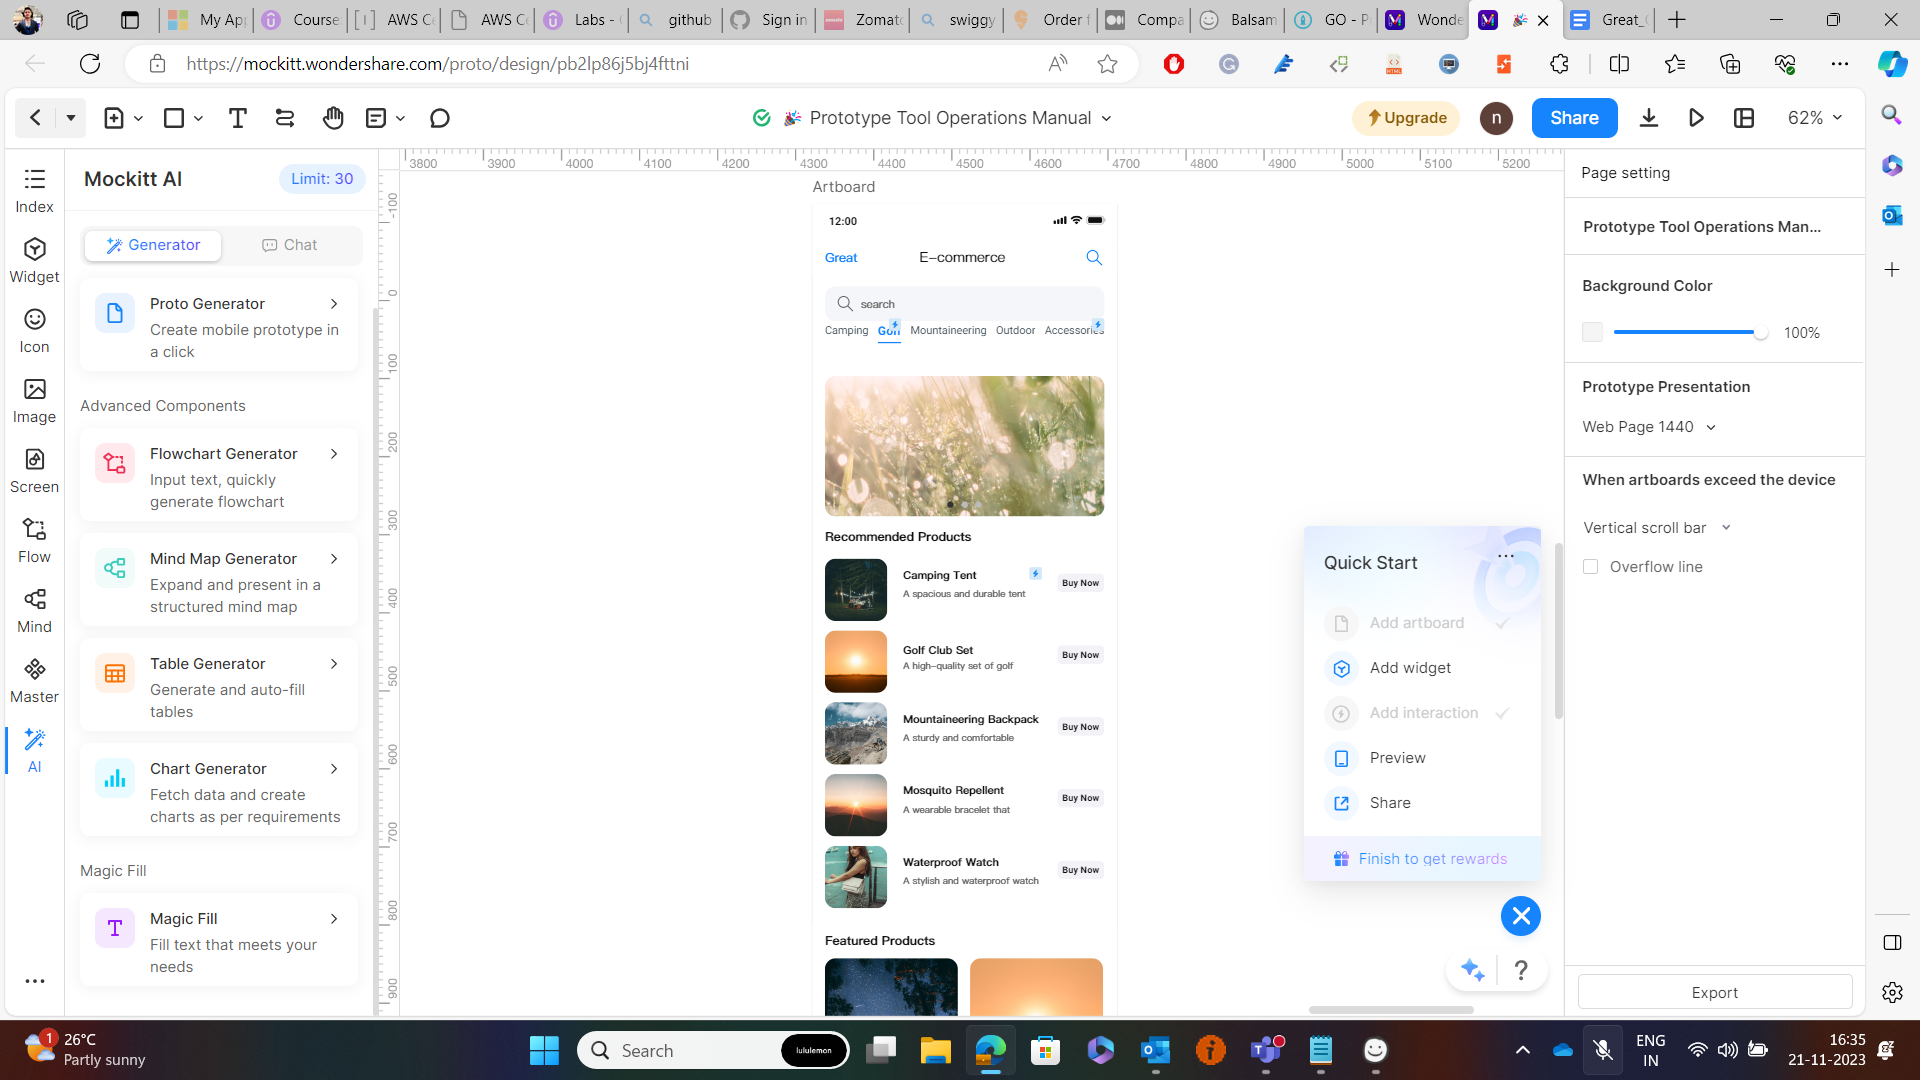 My App
Course
AWS C
AWS C
Labs - 
github
Sign in
Zomato
swiggy
Order f
Compa
Balsam
GO - P
Wonde
Great_
https://mockitt.wondershare.com/proto/design/pb2lp86j5bj4fttni
Prototype Tool Operations Manual
Upgrade
n
Share
62%
Index
Widget
Icon
Image
Screen
Flow
Mind
Master
AI
Mockitt AI
Limit: 30
Generator
Chat
Proto Generator
Create mobile prototype in
a click
Advanced Components
Flowchart Generator
Input text, quickly
generate flowchart
Mind Map Generator
Expand and present in a
structured mind map
Table Generator
Generate and auto-fill
tables
Chart Generator
Fetch data and create
charts as per requirements
Magic Fill
Magic Fill
Fill text that meets your
needs
3800 3900 4000 4100 4200 4300 4400 4500 4600 4700 4800 4900 5000 5100 5200
-100
0
100
200
300
400
500
600
700
800
900
Artboard
12:00
Great
E-commerce
search
Camping Golf Mountaineering Outdoor Accessories
Recommended Products
Camping Tent
A spacious and durable tent
Buy Now
Golf Club Set
A high-quality set of golf
Buy Now
Mountaineering Backpack
A sturdy and comfortable
Buy Now
Mosquito Repellent
A wearable bracelet that
Buy Now
Waterproof Watch
A stylish and waterproof watch
Buy Now
Featured Products
Quick Start
Add artboard
Add widget
Add interaction
Preview
Share
Finish to get rewards
?
Page setting
Prototype Tool Operations Man...
Background Color
100%
Prototype Presentation
Web Page 1440
When artboards exceed the device
Vertical scroll bar
Overflow line
Export
1
26°C
Partly sunny
Search
lululemon
ENG
IN
16:35
21-11-2023